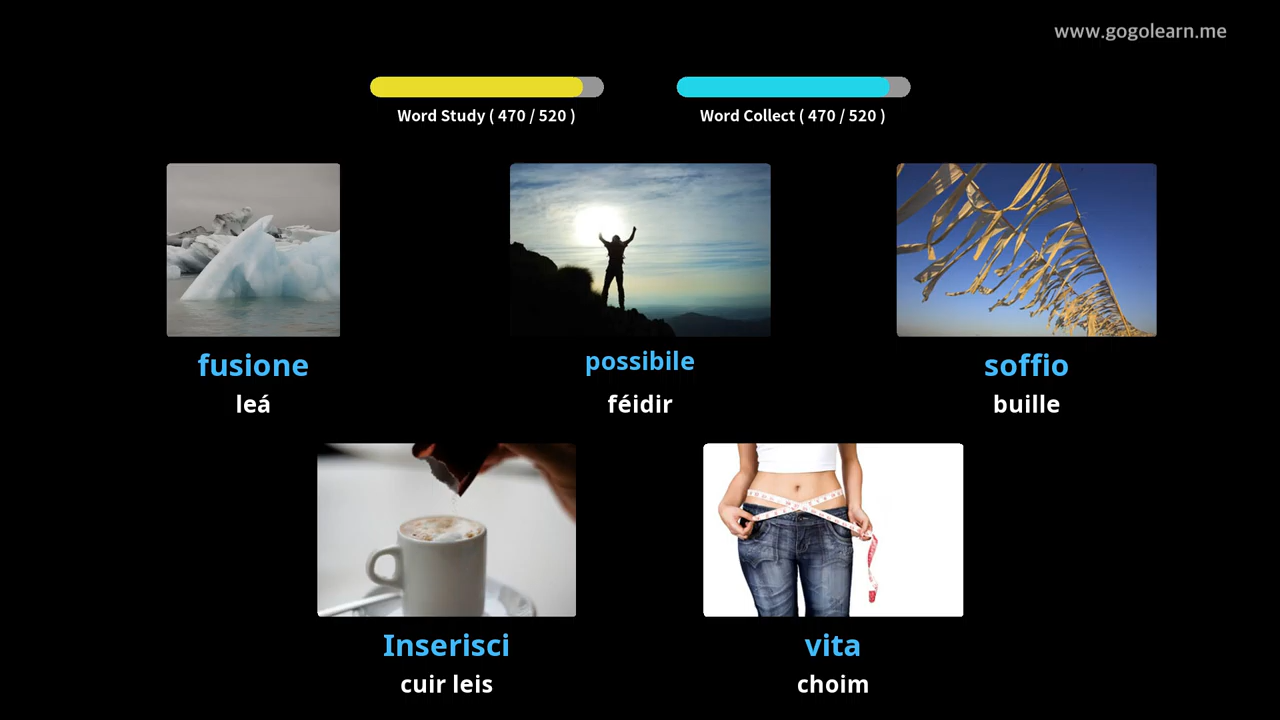 www.gogolearn.me
Word Study ( 470 / 520 )
Word Collect ( 470 / 520 )
fusione
leá
possibile
féidir
soffio
buille
Inserisci
cuir leis
vita
choim